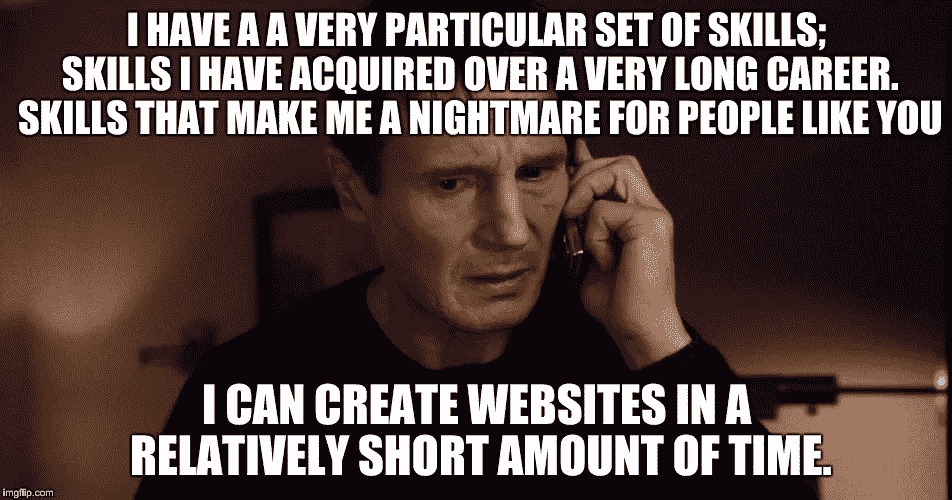 I HAVE A A VERY PARTICULAR SET OF SKILLS;
SKILLS I HAVE ACQUIRED OVER A VERY LONG CAREER.
SKILLS THAT MAKE ME A NIGHTMARE FOR PEOPLE LIKE YOU
I CAN CREATE WEBSITES IN A
RELATIVELY SHORT AMOUNT OF TIME.
imgflip.com